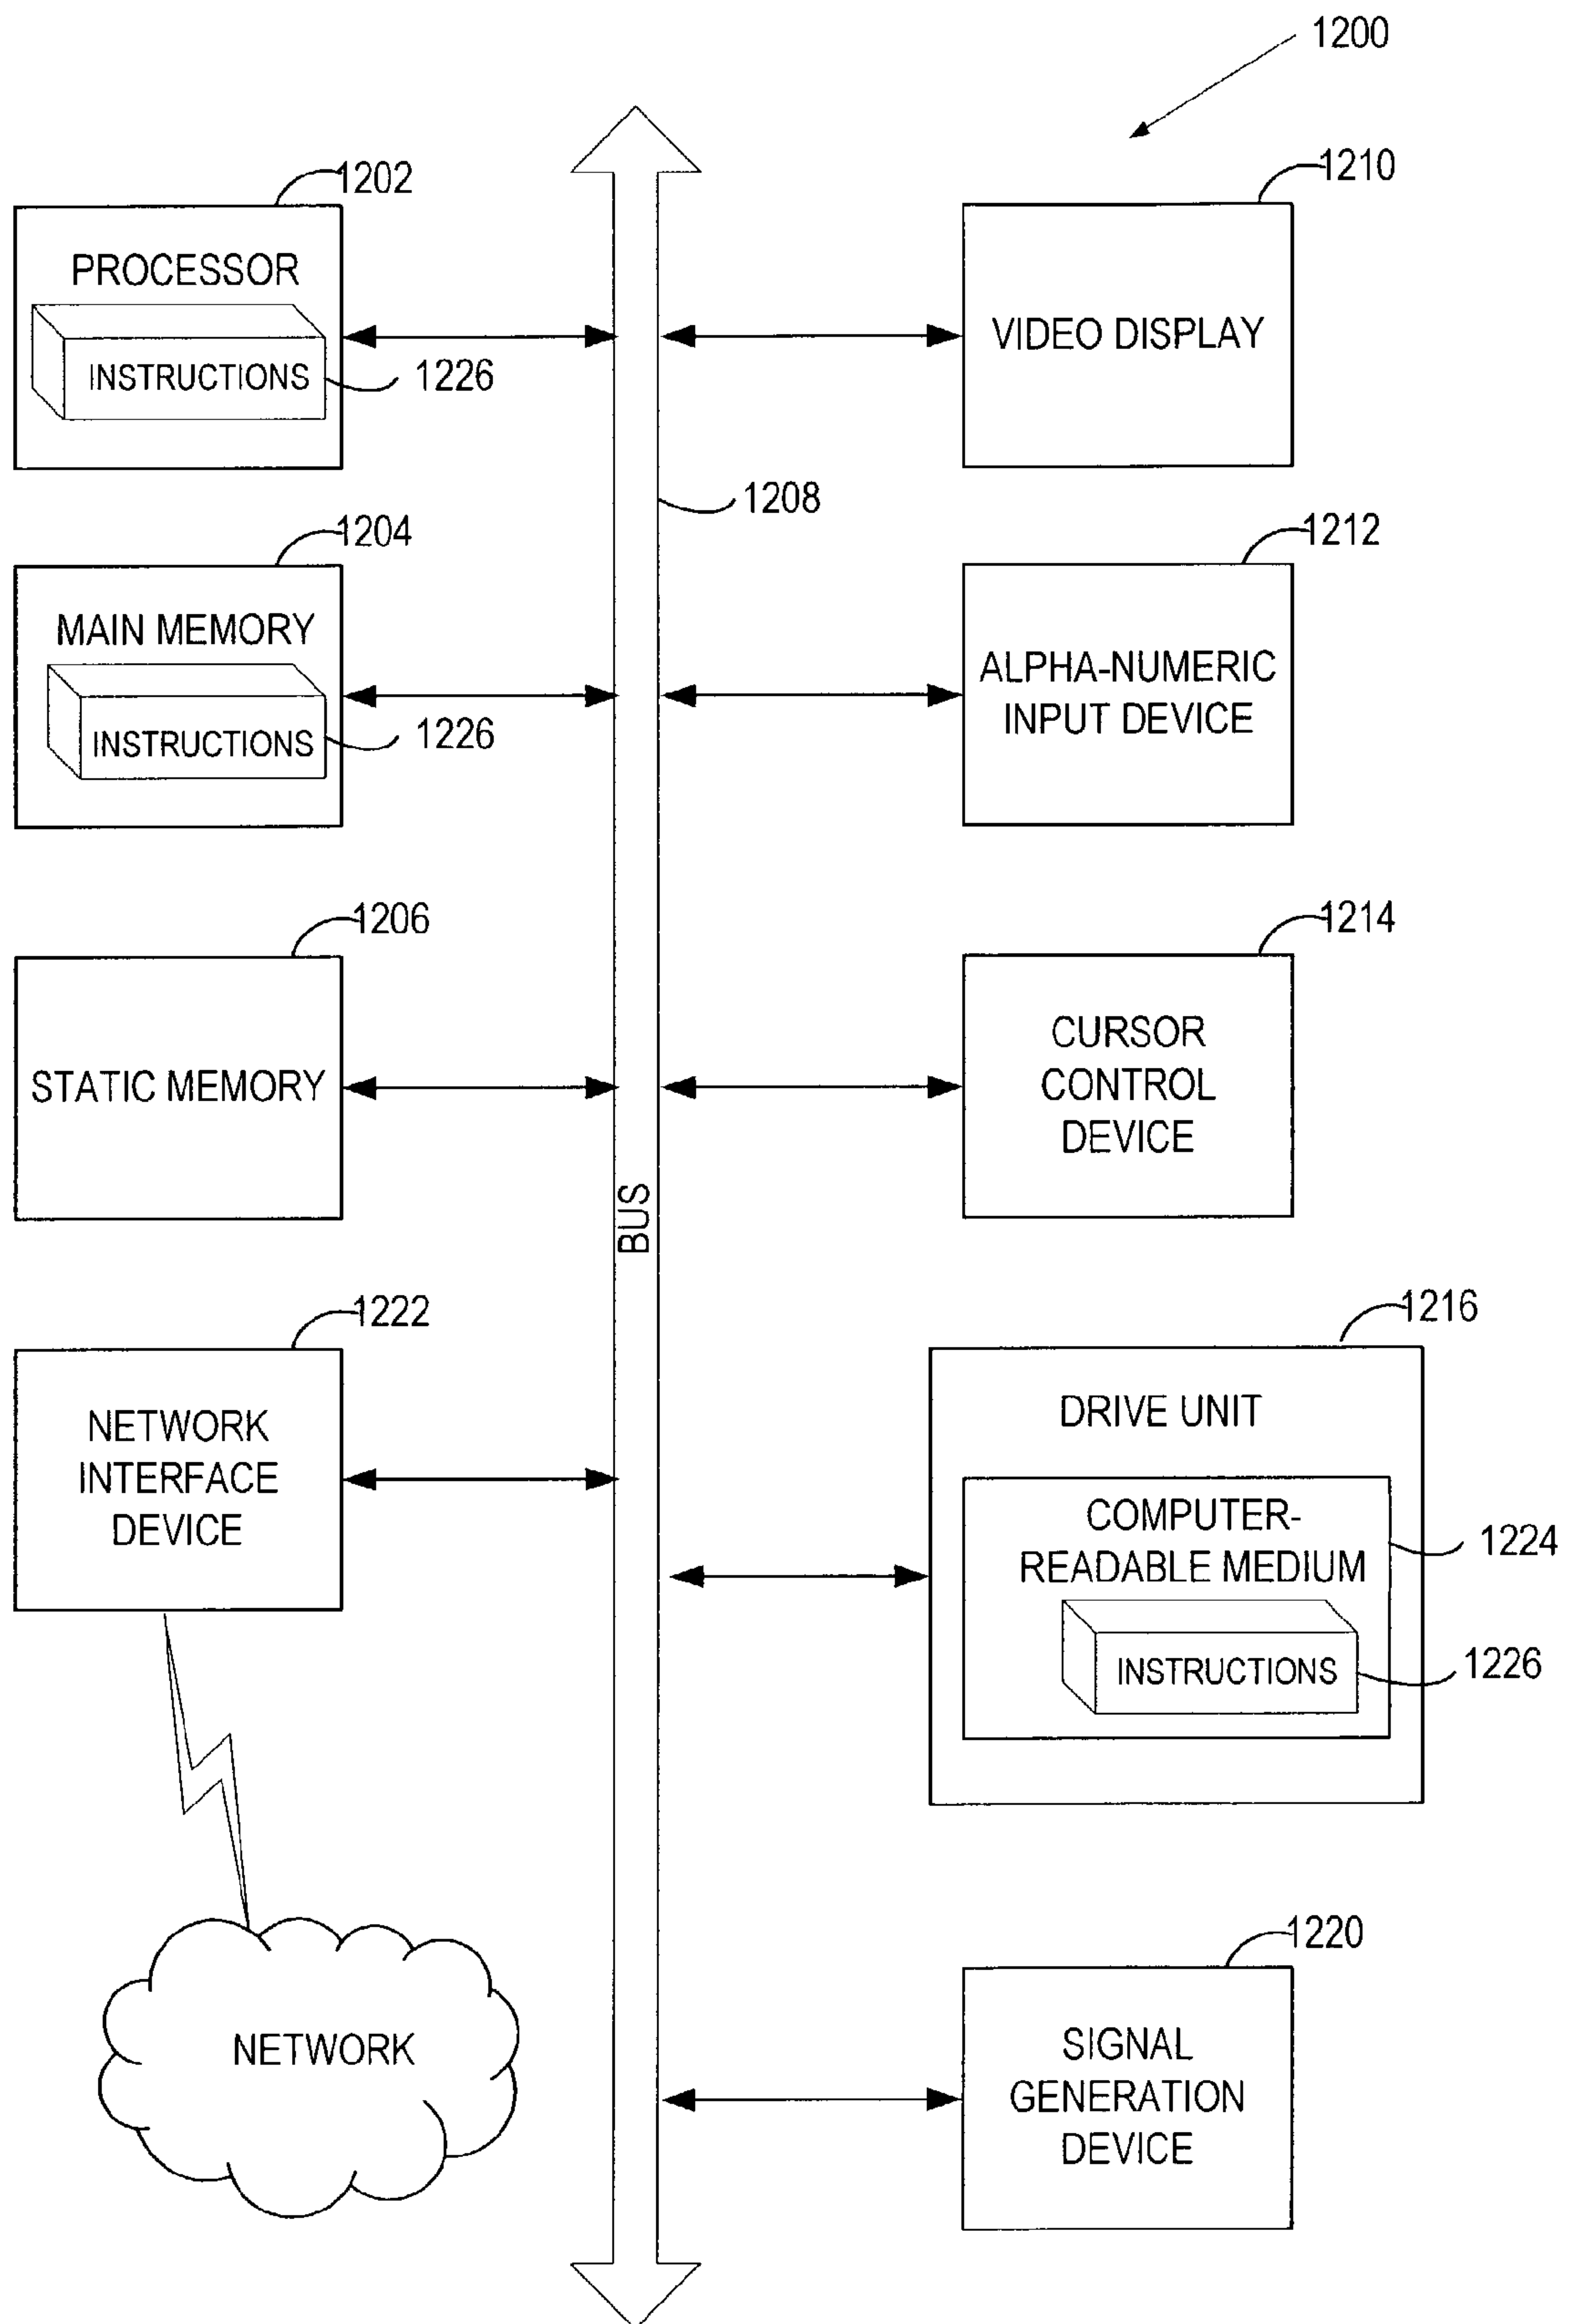 1200
1202
PROCESSOR
INSTRUCTIONS
1226
1204
MAIN MEMORY
INSTRUCTIONS
1226
1206
STATIC MEMORY
1222
NETWORK
INTERFACE
DEVICE
NETWORK
1208
BUS
1210
VIDEO DISPLAY
1212
ALPHA-NUMERIC
INPUT DEVICE
1214
CURSOR
CONTROL
DEVICE
1216
DRIVE UNIT
COMPUTER-
READABLE MEDIUM
1224
INSTRUCTIONS
1226
1220
SIGNAL
GENERATION
DEVICE